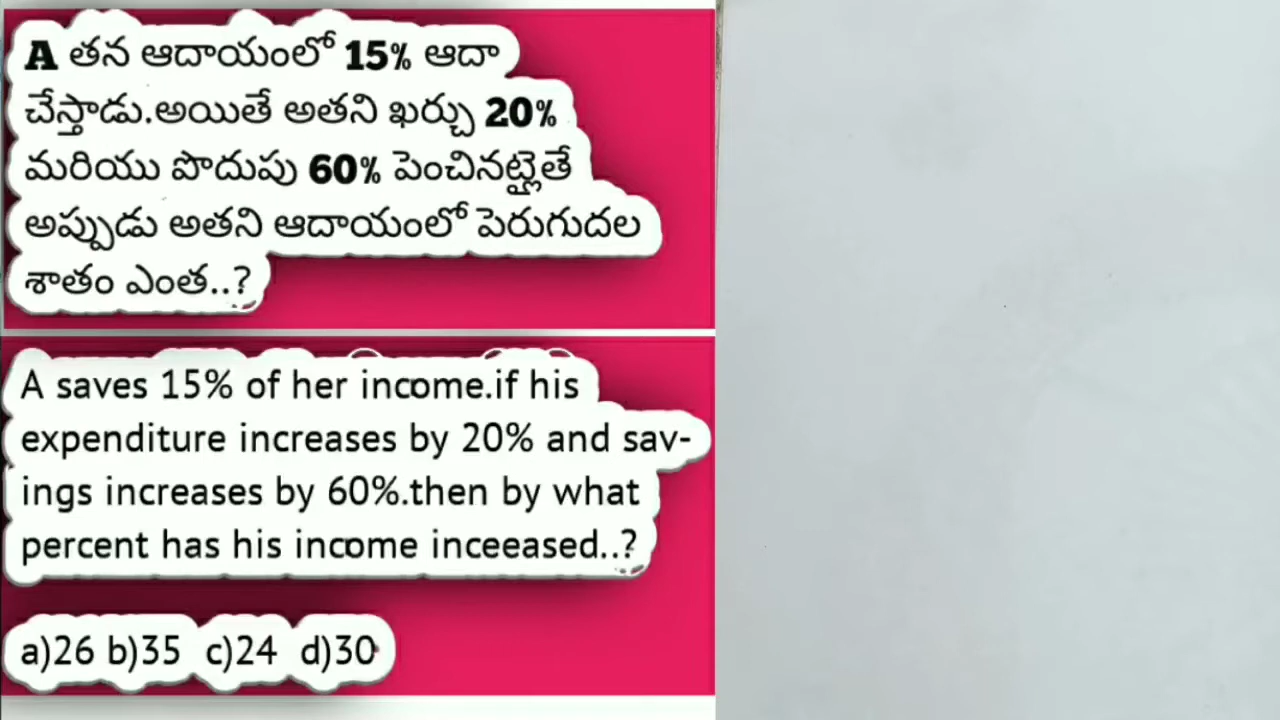 A తన ఆదాయంలో 15% ఆదా
చేస్తాడు.అయితే అతని ఖర్చు 20%
మరియు పొదుపు 60% పెంచినట్లైతే
అప్పుడు అతని ఆదాయంలో పెరుగుదల
శాతం ఎంత..?
A saves 15% of her income.if his
expenditure increases by 20% and sav-
ings increases by 60%.then by what
percent has his income inceeased..?
a)26 b)35 c)24 d)30